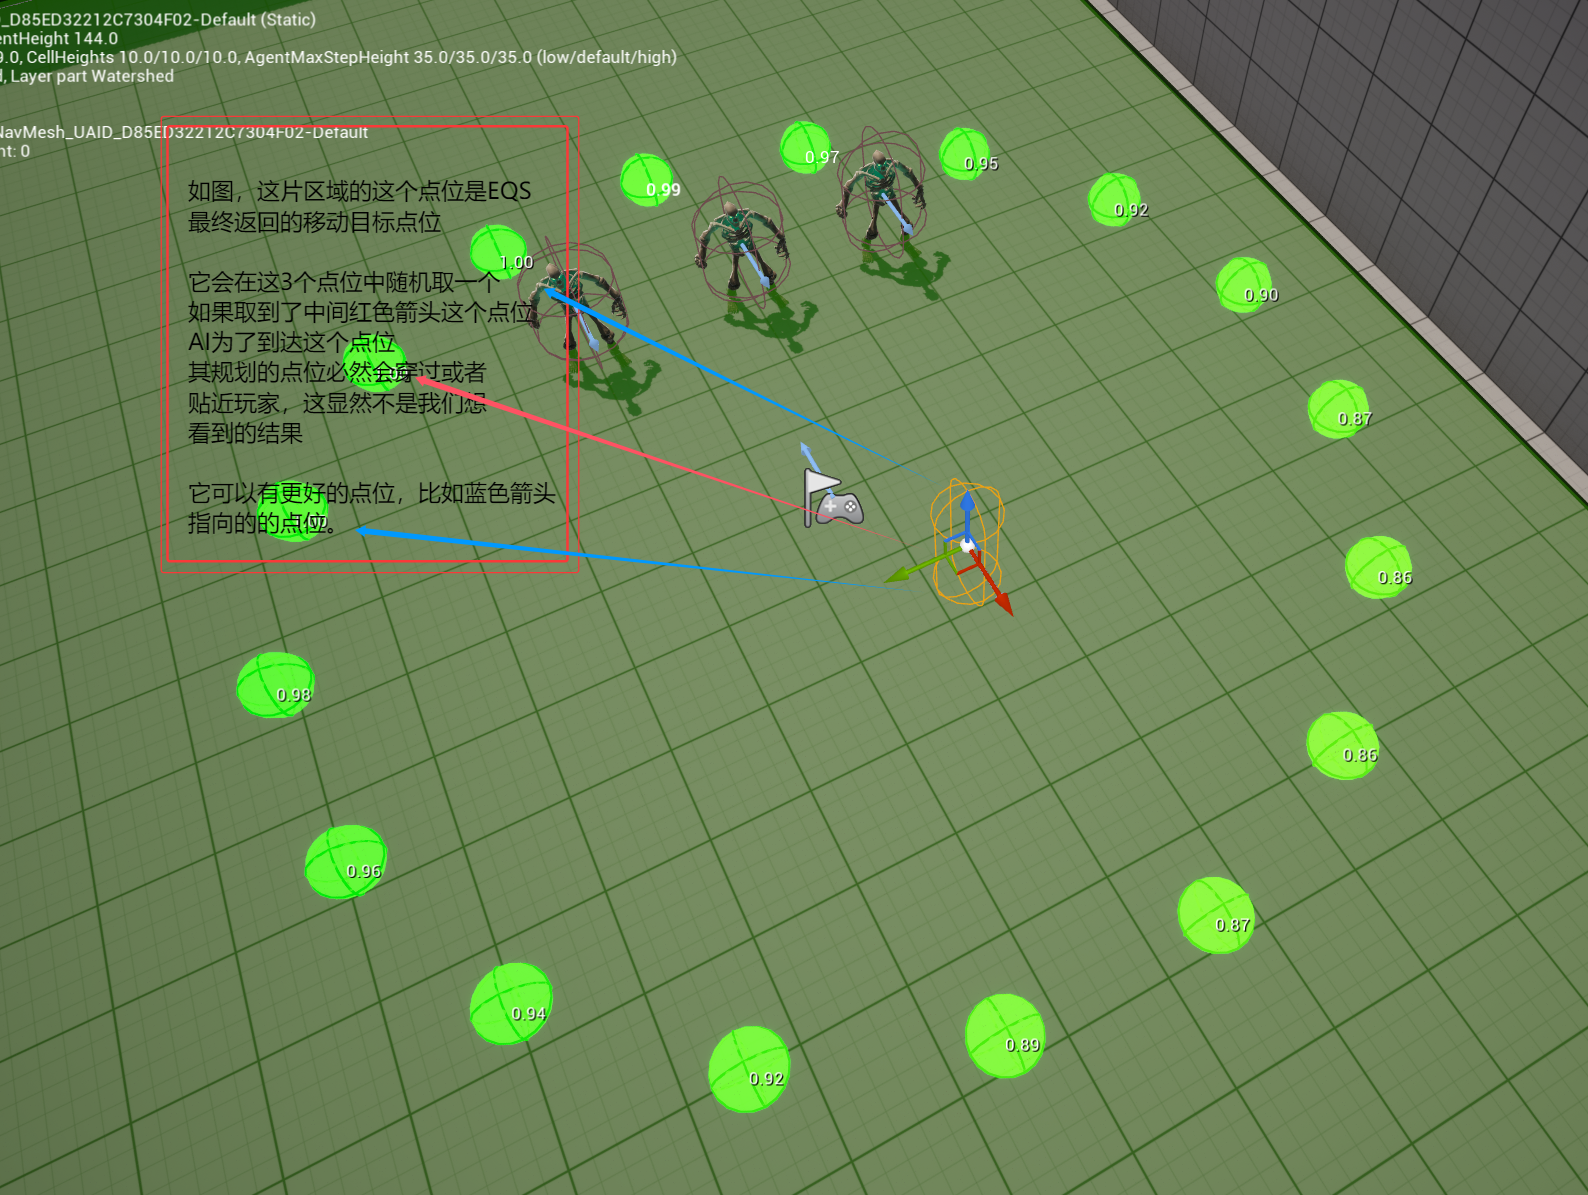 _D85ED32212C7304F02-Default (Static)
entHeight 144.0
9.0, CellHeights 10.0/10.0/10.0, AgentMaxStepHeight 35.0/35.0/35.0 (low/default/high)
d, Layer part Watershed
NavMesh_UAID_D85ED32212C7304F02-Default
nt: 0
如图，这片区域的这个点位是EQS
最终返回的移动目标点位
它会在这3个点位中随机取一个
如果取到了中间红色箭头这个点位
AI为了到达这个点位
其规划的点位必然会穿过或者
贴近玩家，这显然不是我们想
看到的结果
它可以有更好的点位，比如蓝色箭头
指向的的点位。
0.97
0.95
0.99
0.92
1.00
0.90
0.87
1.00
0.86
0.98
0.86
0.96
0.87
0.94
0.89
0.92